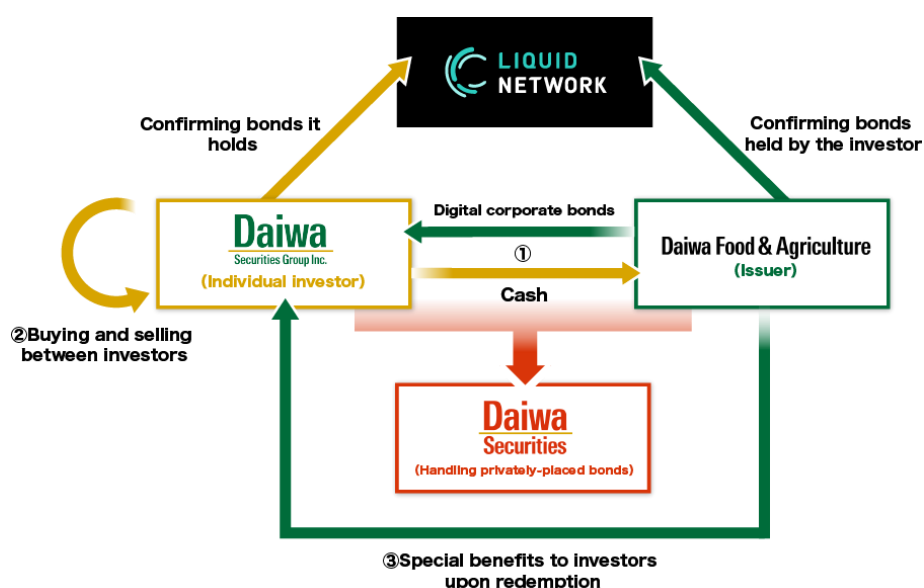 LIQUID
NETWORK
Confirming bonds it
holds
Confirming bonds
held by the investor
Digital corporate bonds
①
Cash
Daiwa
Securities Group Inc.
(Individual investor)
Daiwa Food & Agriculture
(Issuer)
②Buying and selling
between investors
Daiwa
Securities
(Handling privately-placed bonds)
③Special benefits to investors
upon redemption